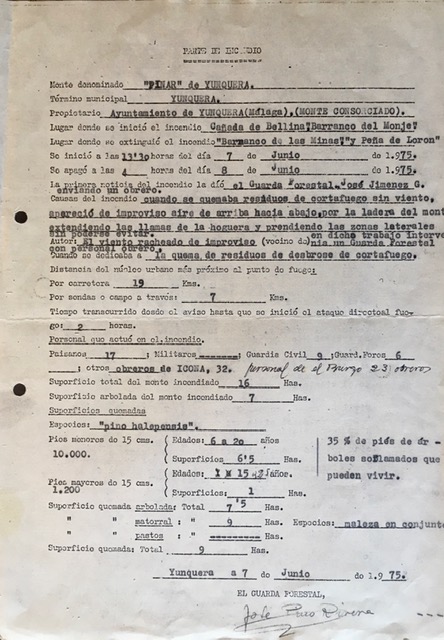 PARTE DE INCENDIO
Monte denominado "PINAR" de YUNQUERA.
Término municipal YUNQUERA.
Propietario Ayuntamiento de YUNQUERA(Málaga).(MONTE CONSORCIADO).
Lugar donde se inició el incendio Cañada de Bellina"Barranco del Monje"
Lugar donde se extinguió el incendio"Barranco de las Minas"y Peña de Loron"
Se inició a las 13'30 horas del día 7 de Junio de 1.975.
Se apagó a las 4 horas del día 8 de Junio de 1.975.
La primera noticia del incendio la dió el Guarda Forestal. José Jimenez G.
enviando un obrero.
Causas del incendio cuando se quemaba residuos de cortafuego sin viento,
apareció de improviso aire de arriba hacia abajo,por la ladera del mont
extendiendo las llamas de la hoguera y prendiendo las zonas laterales
sin poderse evitar. en dicho trabajo interve
Autor: El viento racheado de improviso (vecino de)nia un Guarda Forestal
con personal obrero.
Cuando se dedicaba a la quema de residuos de desbrose de cortafuego.
Distancia del núcleo urbano más próximo al punto de fuego:
Por carretera 19 Kms.
Por sendas o campo a través: 7 Kms.
Tiempo transcurrido desde el aviso hasta que se inició el ataque directoal fue-
go: 2 horas.
Personal que actuó en el.incendio.
Paisanos 17 ; Militares ------- ; Guardia Civil 9 ;Guard.Fores 6
; otros obreros de ICONA, 32. personal de el Burgo 23 obreros
Superficie total del monte incendiado 16 Has.
Superficie arbolada del monte incendiado 7 Has.
Superficies quemadas
Especies: "pino halepensis".
Pies menores de 15 cms. Edades: 6 a 20 años
10.000. Superficies 6'5 Has.
35 % de piés de ár-
boles soflamados que
pueden vivir.
Edades: 15 años.
Pies mayores de 15 cms.
1.200 Superficies: 1 Has.
Superficie quemada arbolada: Total 7'5 Has
" " matorral: " 9 Has. Especies: maleza en conjunto
" " pastos : " --------- Has.
Superficie quemada: Total 9 Has.
Yunquera a 7 de Junio de 1.975.
EL GUARDA FORESTAL,
José